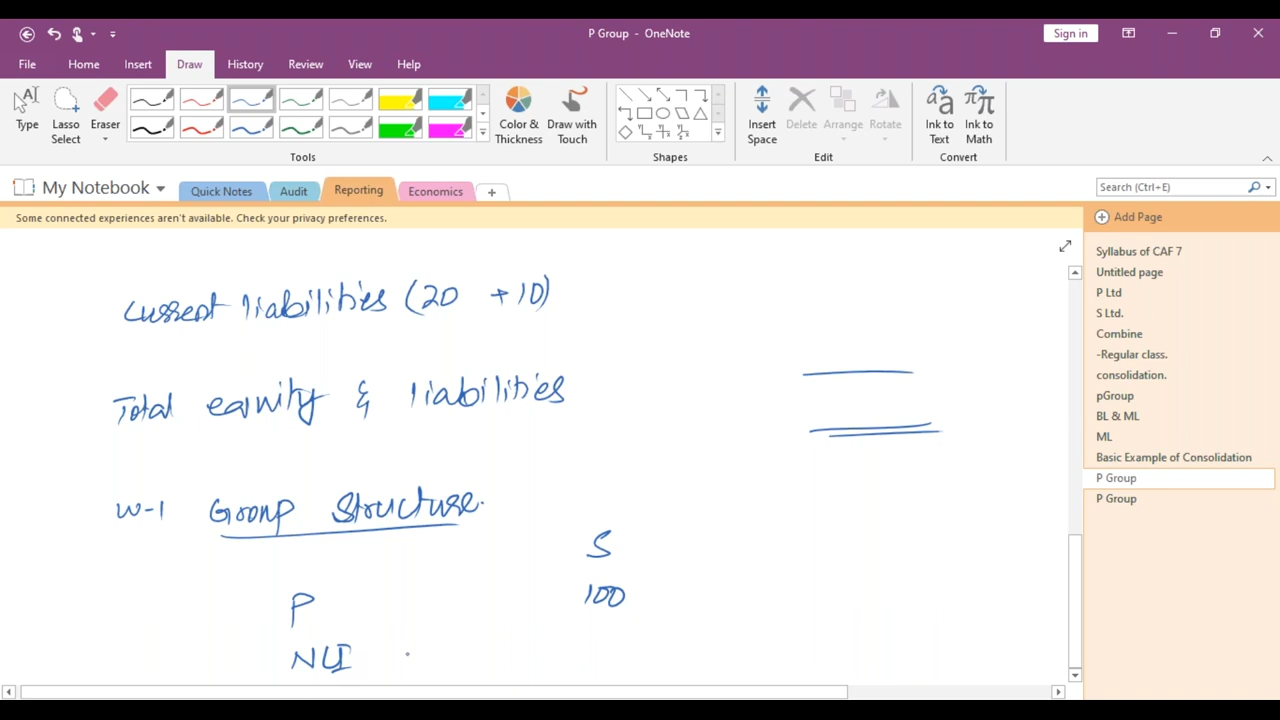 P Group - OneNote
Sign in
File Home Insert Draw History Review View Help
Type
Lasso Select
Eraser
Color & Thickness
Draw with Touch
Insert Space
Delete
Arrange
Rotate
Ink to Text
Ink to Math
Tools
Shapes
Edit
Convert
My Notebook
Quick Notes
Audit
Reporting
Economics
Search (Ctrl+E)
Some connected experiences aren't available. Check your privacy preferences.
Add Page
Syllabus of CAF 7
Untitled page
P Ltd
S Ltd.
Combine
-Regular class.
consolidation.
pGroup
BL & ML
ML
Basic Example of Consolidation
P Group
P Group
Current liabilities (20 +10)
Total equity & liabilities
W-1 Group Structure.
S
P 100
NCI